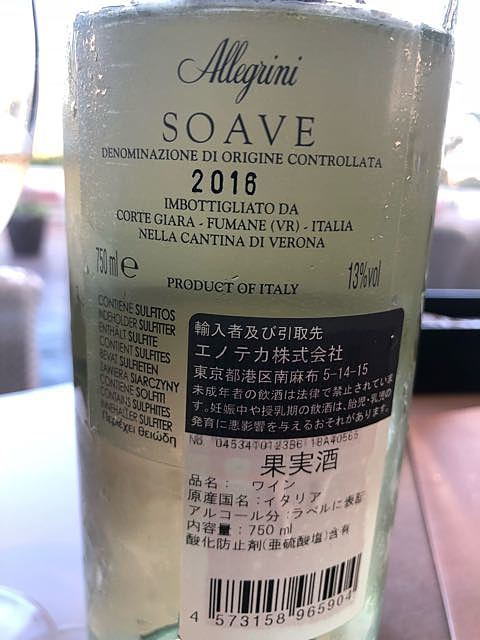 Allegrini
SOAVE
DENOMINAZIONE DI ORIGINE CONTROLLATA
2016
IMBOTTIGLIATO DA
CORTE GIARA - FUMANE (VR) - ITALIA
NELLA CANTINA DI VERONA
750 ml e
13%vol
PRODUCT OF ITALY
CONTIENE SULFITOS
INDEHOLDER SULFITTER
ENTHÄLT SULFITE
CONTIENT SULFITES
BEVAT SULFIETEN
ZAWIERA SIARCZYNY
CONTIENE SOLFITI
CONTAINS SULPHITES
INNEHÅLLER SULFITER
Περιέχει θειώδη
輸入者及び引取先
エノテカ株式会社
東京都港区南麻布 5-14-15
未成年者の飲酒は法律で禁止されていま
す。妊娠中や授乳期の飲酒は、胎児・乳児の
発育に悪影響を与えるおそれがあります。
果実酒
品名: ワイン
原産国名:イタリア
アルコール分:ラベルに表記
内容量:750 ml
酸化防止剤(亜硫酸塩)含有
4 573158 965904